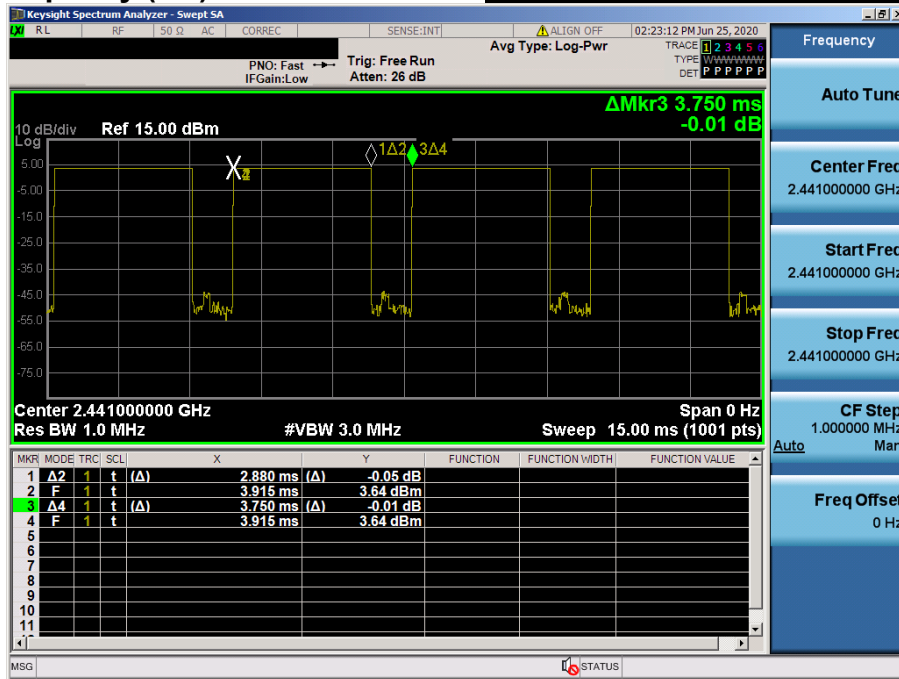 Keysight Spectrum Analyzer - Swept SA
LXI RL RF 50 Ω AC CORREC SENSE:INT ALIGN OFF 02:23:12 PM Jun 25, 2020
Avg Type: Log-Pwr TRACE 1 2 3 4 5 6
PNO: Fast Trig: Free Run TYPE WWWWWW
IFGain:Low Atten: 26 dB DET P P P P P P
ΔMkr3 3.750 ms
-0.01 dB
10 dB/div Ref 15.00 dBm
Log
1Δ2 3Δ4
5.00
X
-5.00
-15.0
-25.0
-35.0
-45.0
-55.0
-65.0
-75.0
Center 2.441000000 GHz Span 0 Hz
Res BW 1.0 MHz #VBW 3.0 MHz Sweep 15.00 ms (1001 pts)
MKR MODE TRC SCL X Y FUNCTION FUNCTION WIDTH FUNCTION VALUE
1 Δ2 1 t (Δ) 2.880 ms (Δ) -0.05 dB
2 F 1 t 3.915 ms 3.64 dBm
3 Δ4 1 t (Δ) 3.750 ms (Δ) -0.01 dB
4 F 1 t 3.915 ms 3.64 dBm
5
6
7
8
9
10
11
MSG STATUS
Frequency
Auto Tune
Center Freq
2.441000000 GHz
Start Freq
2.441000000 GHz
Stop Freq
2.441000000 GHz
CF Step
1.000000 MHz
Auto Man
Freq Offset
0 Hz